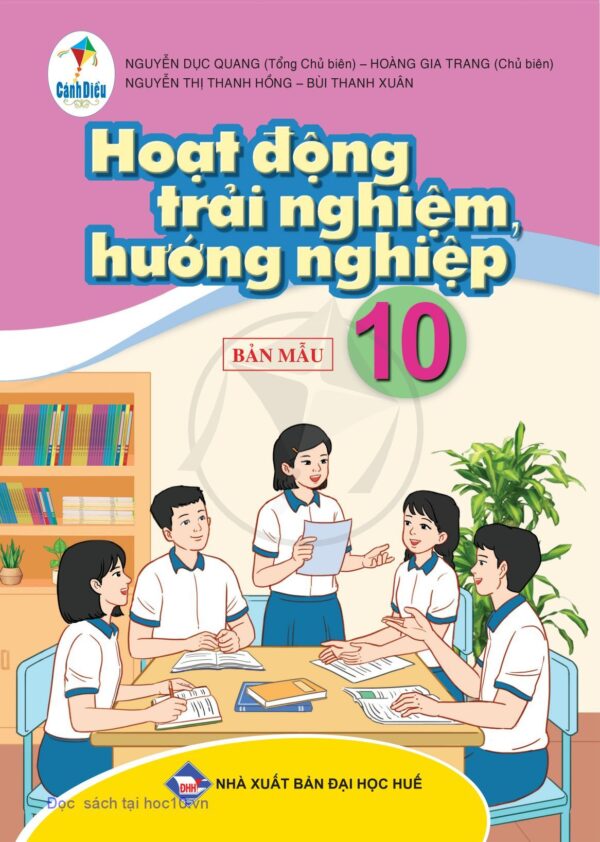 Cánh Diều
NGUYỄN DỤC QUANG (Tổng Chủ biên) – HOÀNG GIA TRANG (Chủ biên)
NGUYỄN THỊ THANH HỒNG – BÙI THANH XUÂN
Hoạt động
trải nghiệm,
hướng nghiệp
10
BẢN MẪU
ĐHH
NHÀ XUẤT BẢN ĐẠI HỌC HUẾ
Đọc sách tại hoc10.vn